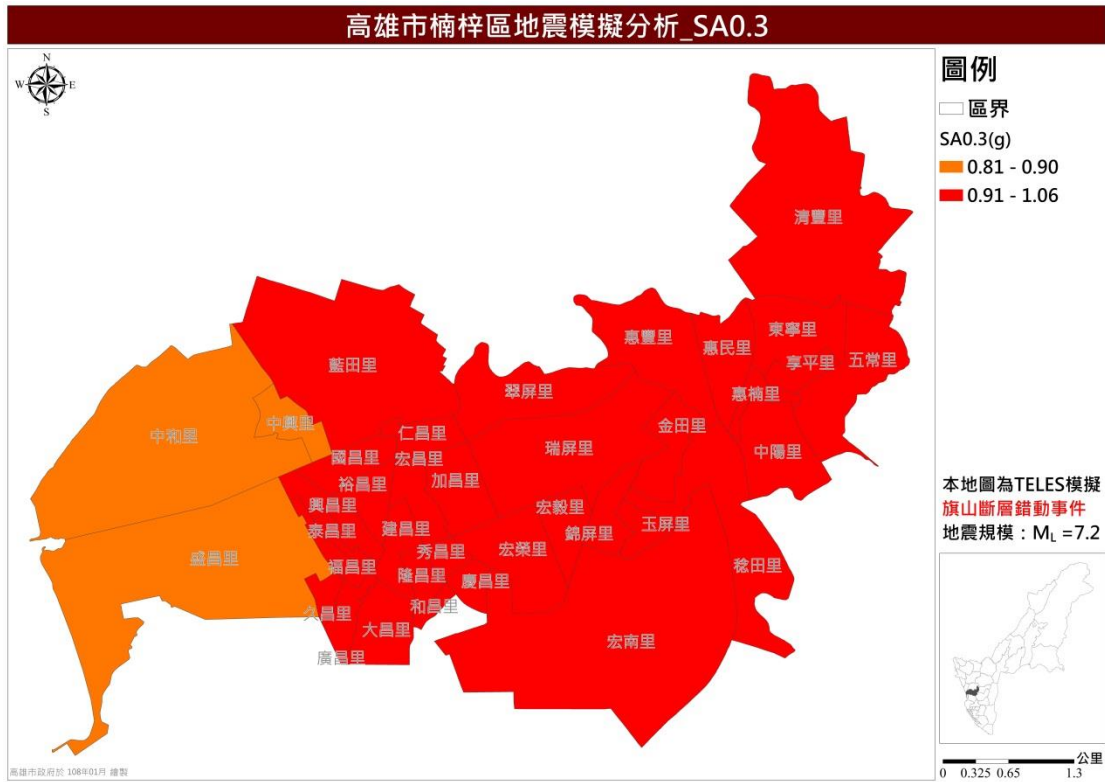 高雄市楠梓區地震模擬分析_SA0.3
N
W
E
S
圖例
區界
SA0.3(g)
0.81 - 0.90
0.91 - 1.06
清豐里
東寧里
惠豐里
惠民里
享平里
五常里
藍田里
翠屏里
惠楠里
中和里
中興里
仁昌里
金田里
國昌里
宏昌里
瑞屏里
中陽里
裕昌里
加昌里
興昌里
宏毅里
泰昌里
建昌里
錦屏里
玉屏里
盛昌里
秀昌里
宏榮里
福昌里
隆昌里
慶昌里
稔田里
久昌里
和昌里
大昌里
宏南里
廣昌里
本地圖為TELES模擬
旗山斷層錯動事件
地震規模：ML =7.2
公里
0 0.325 0.65 1.3
高雄市政府於 108年01月 繪製